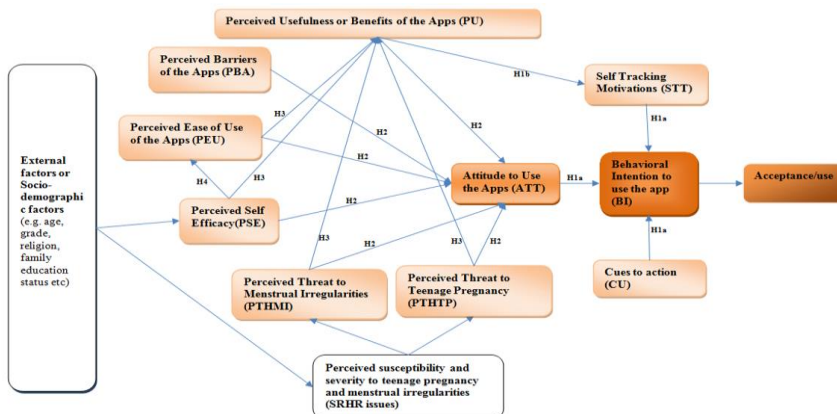 Perceived Usefulness or Benefits of the Apps (PU)
Perceived Barriers
of the Apps (PBA)
H1b
Self Tracking
Motivations (STT)
H3
H2
H2
H1a
Perceived Ease of Use
of the Apps (PEU)
H3
H2
H4
External
factors or
Socio-
demographi
c factors
(e.g. age,
grade,
religion,
family
education
status etc)
Attitude to Use
the Apps (ATT)
H1a
Behavioral
Intention to
use the app
(BI)
Acceptance/use
Perceived Self
Efficacy(PSE)
H2
H3
H2
H3
H2
H1a
Perceived Threat to
Menstrual Irregularities
(PTHMI)
Perceived Threat to
Teenage Pregnancy
(PTHTP)
Cues to action
(CU)
Perceived susceptibility and
severity to teenage pregnancy
and menstrual irregularities
(SRHR issues)